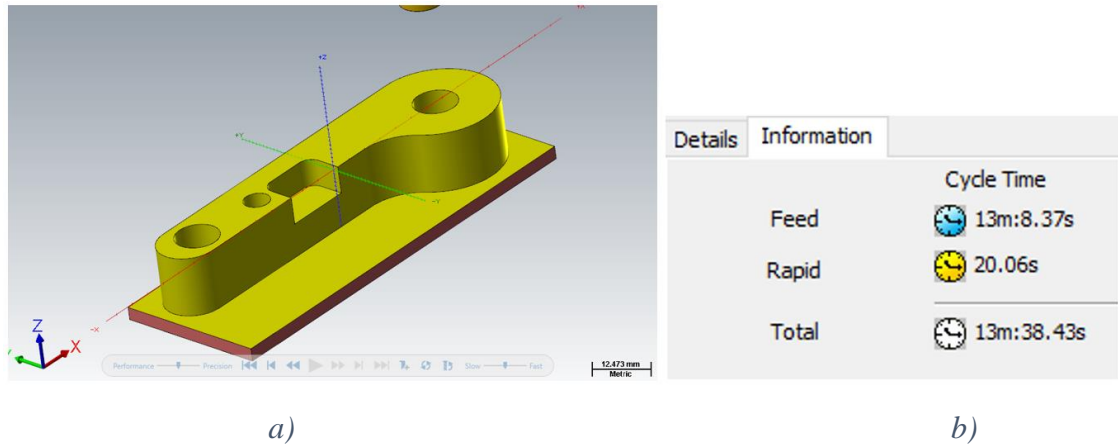 +X
+Z
+Y
-Y
-X
Z
X
Performance
Precision
Slow
Fast
12.473 mm
Metric
Details
Information
Cycle Time
Feed
13m:8.37s
Rapid
20.06s
Total
13m:38.43s
a)
b)